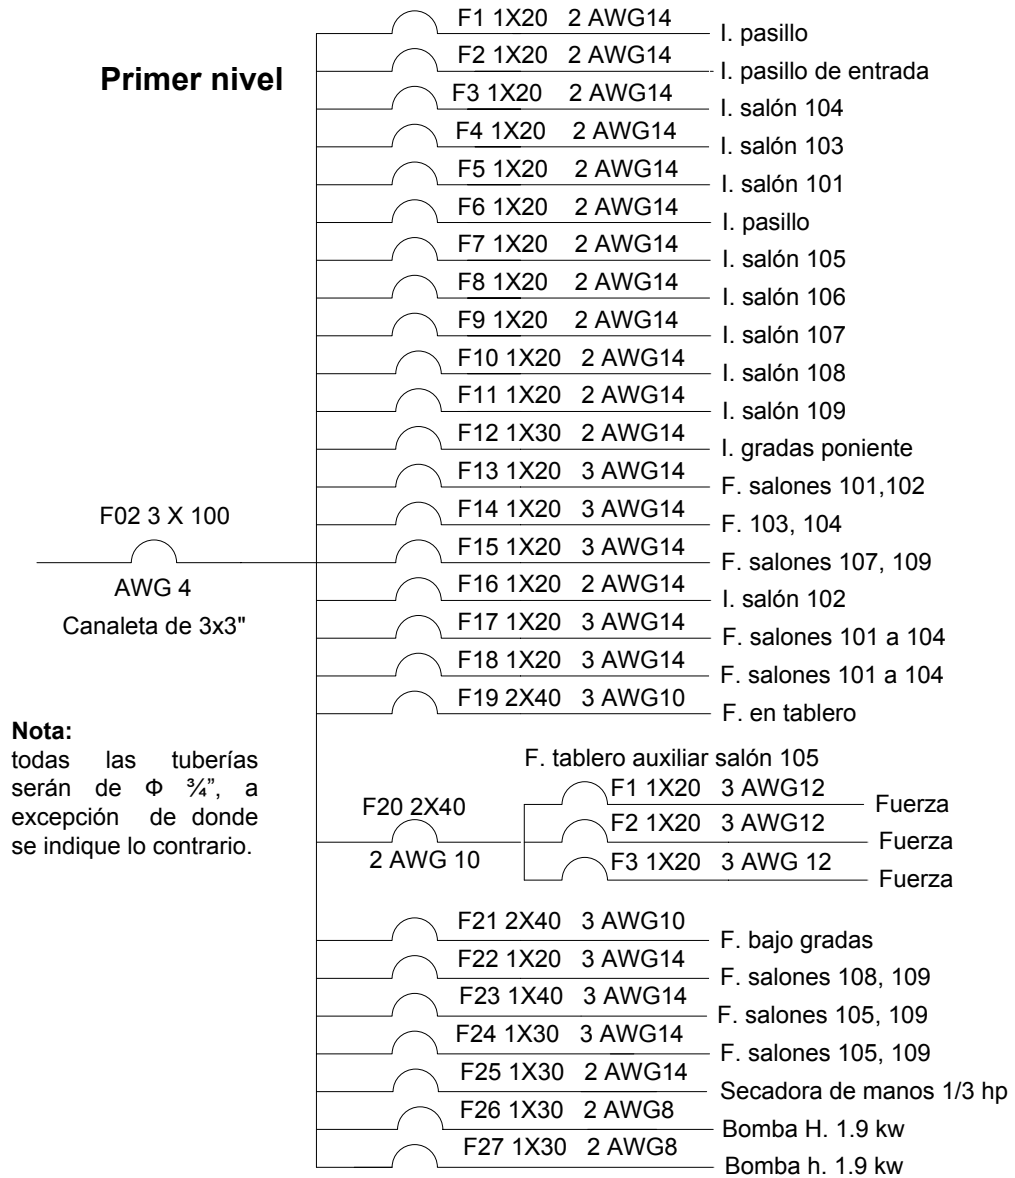 Primer nivel
F1 1X20 2 AWG14 I. pasillo
F2 1X20 2 AWG14 I. pasillo de entrada
F3 1X20 2 AWG14 I. salón 104
F4 1X20 2 AWG14 I. salón 103
F5 1X20 2 AWG14 I. salón 101
F6 1X20 2 AWG14 I. pasillo
F7 1X20 2 AWG14 I. salón 105
F8 1X20 2 AWG14 I. salón 106
F9 1X20 2 AWG14 I. salón 107
F10 1X20 2 AWG14 I. salón 108
F11 1X20 2 AWG14 I. salón 109
F12 1X30 2 AWG14 I. gradas poniente
F13 1X20 3 AWG14 F. salones 101,102
F14 1X20 3 AWG14 F. 103, 104
F15 1X20 3 AWG14 F. salones 107, 109
F16 1X20 2 AWG14 I. salón 102
F17 1X20 3 AWG14 F. salones 101 a 104
F18 1X20 3 AWG14 F. salones 101 a 104
F19 2X40 3 AWG10 F. en tablero
F02 3 X 100
AWG 4
Canaleta de 3x3"
Nota:
todas las tuberías
serán de Φ ¾”, a
excepción de donde
se indique lo contrario.
F. tablero auxiliar salón 105
F20 2X40
2 AWG 10
F1 1X20 3 AWG12 Fuerza
F2 1X20 3 AWG12 Fuerza
F3 1X20 3 AWG 12 Fuerza
F21 2X40 3 AWG10 F. bajo gradas
F22 1X20 3 AWG14 F. salones 108, 109
F23 1X40 3 AWG14 F. salones 105, 109
F24 1X30 3 AWG14 F. salones 105, 109
F25 1X30 2 AWG14 Secadora de manos 1/3 hp
F26 1X30 2 AWG8 Bomba H. 1.9 kw
F27 1X30 2 AWG8 Bomba h. 1.9 kw